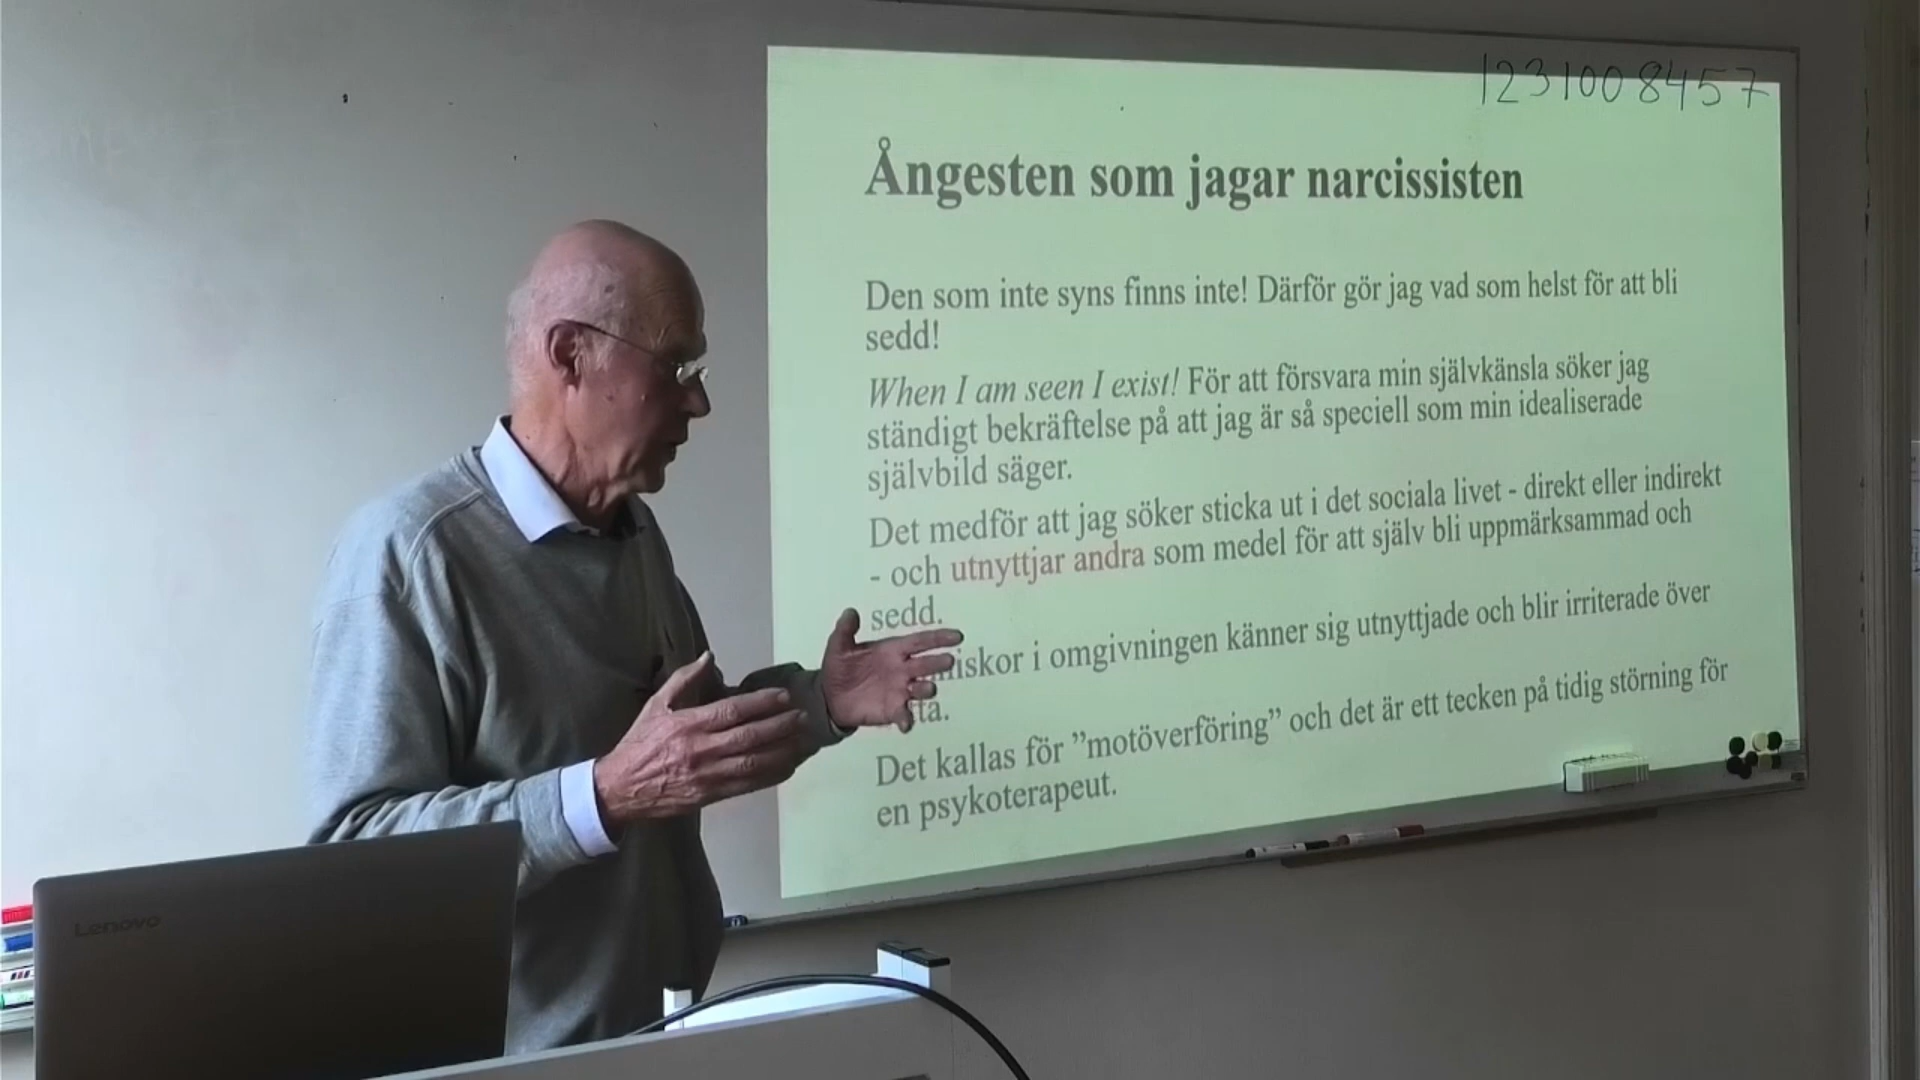 1231008457
Ångesten som jagar narcissisten
Den som inte syns finns inte! Därför gör jag vad som helst för att bli
sedd!
When I am seen I exist! För att försvara min självkänsla söker jag
ständigt bekräftelse på att jag är så speciell som min idealiserade
självbild säger.
Det medför att jag söker sticka ut i det sociala livet - direkt eller indirekt
- och utnyttjar andra som medel för att själv bli uppmärksammad och
sedd.
i omgivningen känner sig utnyttjade och blir irriterade över
Det kallas för ”motöverföring” och det är ett tecken på tidig störning för
en psykoterapeut.
Lenovo